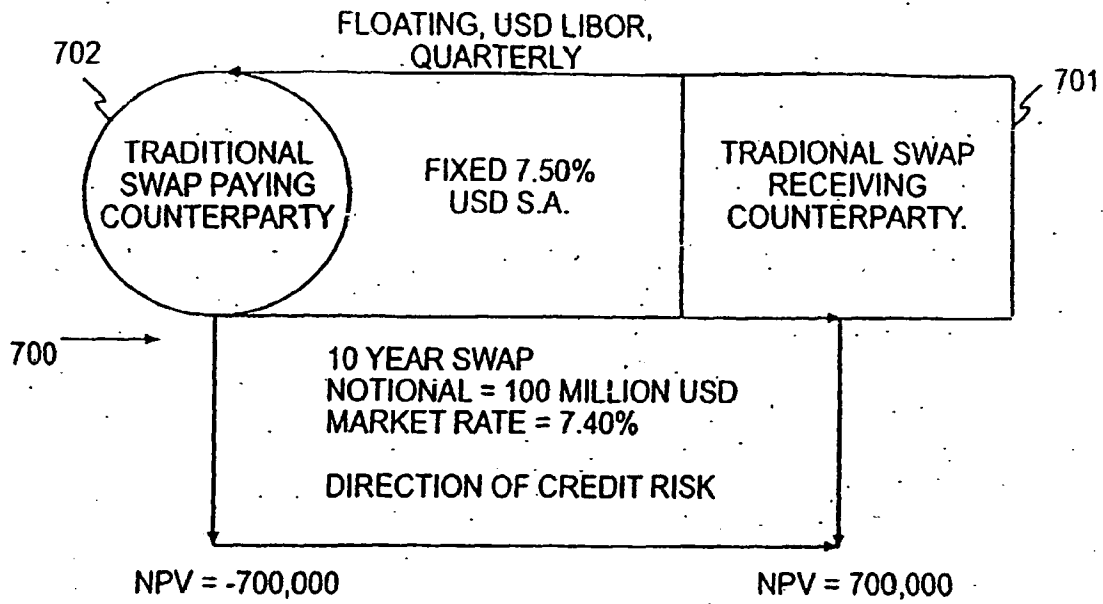 FLOATING, USD LIBOR,
QUARTERLY
702
701
TRADITIONAL
SWAP PAYING
COUNTERPARTY
FIXED 7.50%
USD S.A.
TRADIONAL SWAP
RECEIVING
COUNTERPARTY.
700
10 YEAR SWAP
NOTIONAL = 100 MILLION USD
MARKET RATE = 7.40%
DIRECTION OF CREDIT RISK
NPV = -700,000
NPV = 700,000